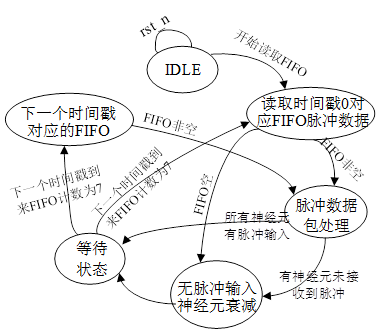 rst_n
IDLE
开始读取FIFO
下一个时间戳
对应的FIFO
读取时间戳0对
应FIFO脉冲数据
FIFO非空
FIFO非空
下一个时间戳到
来FIFO计数为7
下一个时间戳到
来FIFO计数为?
FIFO空
脉冲数据
包处理
所有神经元
有脉冲输入
等待
状态
有神经元未接
收到脉冲
无脉冲输入
神经元衰减